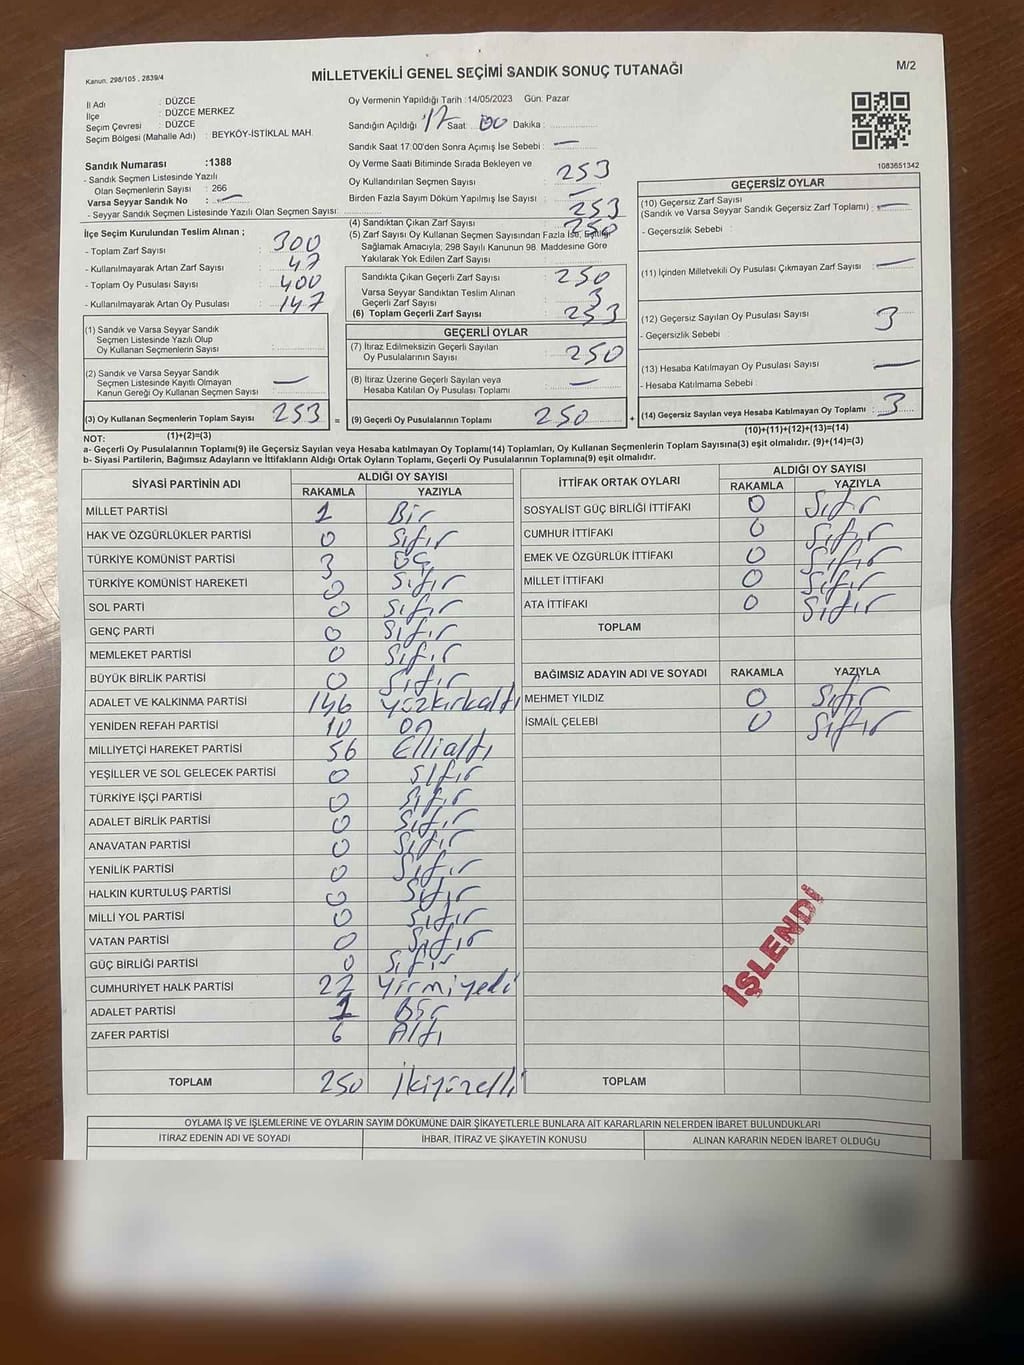 Kanun, 298/105 , 2839/4
MİLLETVEKİLİ GENEL SEÇİMİ SANDIK SONUÇ TUTANAĞI
M/2
İl Adı : DÜZCE
İlçe : DÜZCE MERKEZ
Seçim Çevresi : DÜZCE
Seçim Bölgesi (Mahalle Adı) : BEYKÖY-İSTİKLAL MAH.
Sandık Numarası :1388
- Sandık Seçmen Listesinde Yazılı
Olan Seçmenlerin Sayısı : 266
Varsa Seyyar Sandık No : —
- Seyyar Sandık Seçmen Listesinde Yazılı Olan Seçmen Sayısı:
İlçe Seçim Kurulundan Teslim Alınan ;
- Toplam Zarf Sayısı : 300
- Kullanılmayarak Artan Zarf Sayısı : 47
- Toplam Oy Pusulası Sayısı : 400
- Kullanılmayarak Artan Oy Pusulası : 147
(1) Sandık ve Varsa Seyyar Sandık
Seçmen Listesinde Yazılı Olup
Oy Kullanan Seçmenlerin Sayısı :
(2) Sandık ve Varsa Seyyar Sandık
Seçmen Listesinde Kayıtlı Olmayan
Kanun Gereği Oy Kullanan Seçmen Sayısı : —
(3) Oy Kullanan Seçmenlerin Toplam Sayısı : 253 =
(1)+(2)=(3)
Oy Vermenin Yapıldığı Tarih :14/05/2023 Gün: Pazar
Sandığın Açıldığı 17 Saat: 00 Dakika :
Sandık Saat 17:00'den Sonra Açımış İse Sebebi : —
Oy Verme Saati Bitiminde Sırada Bekleyen ve
Oy Kullandırılan Seçmen Sayısı : 253
Birden Fazla Sayım Döküm Yapılmış İse Sayısı : —
(4) Sandıktan Çıkan Zarf Sayısı : 253
(5) Zarf Sayısı Oy Kullanan Seçmen Sayısından Fazla İse, Eşitliği 250
Sağlamak Amacıyla; 298 Sayılı Kanunun 98. Maddesine Göre
Yakılarak Yok Edilen Zarf Sayısı :
Sandıkta Çıkan Geçerli Zarf Sayısı : 250
Varsa Seyyar Sandıktan Teslim Alınan
Geçerli Zarf Sayısı : 3
(6) Toplam Geçerli Zarf Sayısı : 253
GEÇERLİ OYLAR
(7) İtiraz Edilmeksizin Geçerli Sayılan
Oy Pusulalarının Sayısı : 250
(8) İtiraz Üzerine Geçerli Sayılan veya
Hesaba Katılan Oy Pusulası Toplamı : —
(9) Geçerli Oy Pusulalarının Toplamı : 250 +
1083651342
GEÇERSİZ OYLAR
(10) Geçersiz Zarf Sayısı
(Sandık ve Varsa Seyyar Sandık Geçersiz Zarf Toplamı) : —
- Geçersizlik Sebebi :
(11) İçinden Milletvekili Oy Pusulası Çıkmayan Zarf Sayısı : —
(12) Geçersiz Sayılan Oy Pusulası Sayısı : 3
- Geçersizlik Sebebi :
(13) Hesaba Katılmayan Oy Pusulası Sayısı : —
- Hesaba Katılmama Sebebi :
(14) Geçersiz Sayılan veya Hesaba Katılmayan Oy Toplamı : 3
(10)+(11)+(12)+(13)=(14)
NOT:
a- Geçerli Oy Pusulalarının Toplamı(9) ile Geçersiz Sayılan veya Hesaba katılmayan Oy Toplamı(14) Toplamları, Oy Kullanan Seçmenlerin Toplam Sayısına(3) eşit olmalıdır. (9)+(14)=(3)
b- Siyasi Partilerin, Bağımsız Adayların ve İttifakların Aldığı Ortak Oyların Toplamı, Geçerli Oy Pusulalarının Toplamına(9) eşit olmalıdır.
SİYASİ PARTİNİN ADI ALDIĞI OY SAYISI
RAKAMLA YAZIYLA
MİLLET PARTİSİ 1 Bir
HAK VE ÖZGÜRLÜKLER PARTİSİ 0 Sıfır
TÜRKİYE KOMÜNİST PARTİSİ 3 ÜÇ
TÜRKİYE KOMÜNİST HAREKETİ 0 Sıfır
SOL PARTİ 0 Sıfır
GENÇ PARTİ 0 Sıfır
MEMLEKET PARTİSİ 0 Sıfır
BÜYÜK BİRLİK PARTİSİ 0 Sıfır
ADALET VE KALKINMA PARTİSİ 146 yüzkırkaltı
YENİDEN REFAH PARTİSİ 10 on
MİLLİYETÇİ HAREKET PARTİSİ 56 Ellialtı
YEŞİLLER VE SOL GELECEK PARTİSİ 0 Sıfır
TÜRKİYE İŞÇİ PARTİSİ 0 Sıfır
ADALET BİRLİK PARTİSİ 0 Sıfır
ANAVATAN PARTİSİ 0 Sıfır
YENİLİK PARTİSİ 0 Sıfır
HALKIN KURTULUŞ PARTİSİ 0 Sıfır
MİLLİ YOL PARTİSİ 0 Sıfır
VATAN PARTİSİ 0 Sıfır
GÜÇ BİRLİĞİ PARTİSİ 0 Sıfır
CUMHURİYET HALK PARTİSİ 27 Yirmiyedi
ADALET PARTİSİ 1 Bir
ZAFER PARTİSİ 6 Altı
TOPLAM 250 İkiyüzelli
İTTİFAK ORTAK OYLARI ALDIĞI OY SAYISI
RAKAMLA YAZIYLA
SOSYALİST GÜÇ BİRLİĞİ İTTİFAKI 0 Sıfır
CUMHUR İTTİFAKI 0 Sıfır
EMEK VE ÖZGÜRLÜK İTTİFAKI 0 Sıfır
MİLLET İTTİFAKI 0 Sıfır
ATA İTTİFAKI 0 Sıfır
TOPLAM
BAĞIMSIZ ADAYIN ADI VE SOYADI RAKAMLA YAZIYLA
MEHMET YILDIZ 0 Sıfır
İSMAİL ÇELEBİ 0 Sıfır
İŞLENDİ
TOPLAM
OYLAMA İŞ VE İŞLEMLERİNE VE OYLARIN SAYIM DÖKÜMÜNE DAİR ŞİKAYETLERLE BUNLARA AİT KARARLARIN NELERDEN İBARET BULUNDUKLARI
İTİRAZ EDENİN ADI VE SOYADI İHBAR, İTİRAZ VE ŞİKAYETİN KONUSU ALINAN KARARIN NEDEN İBARET OLDUĞU